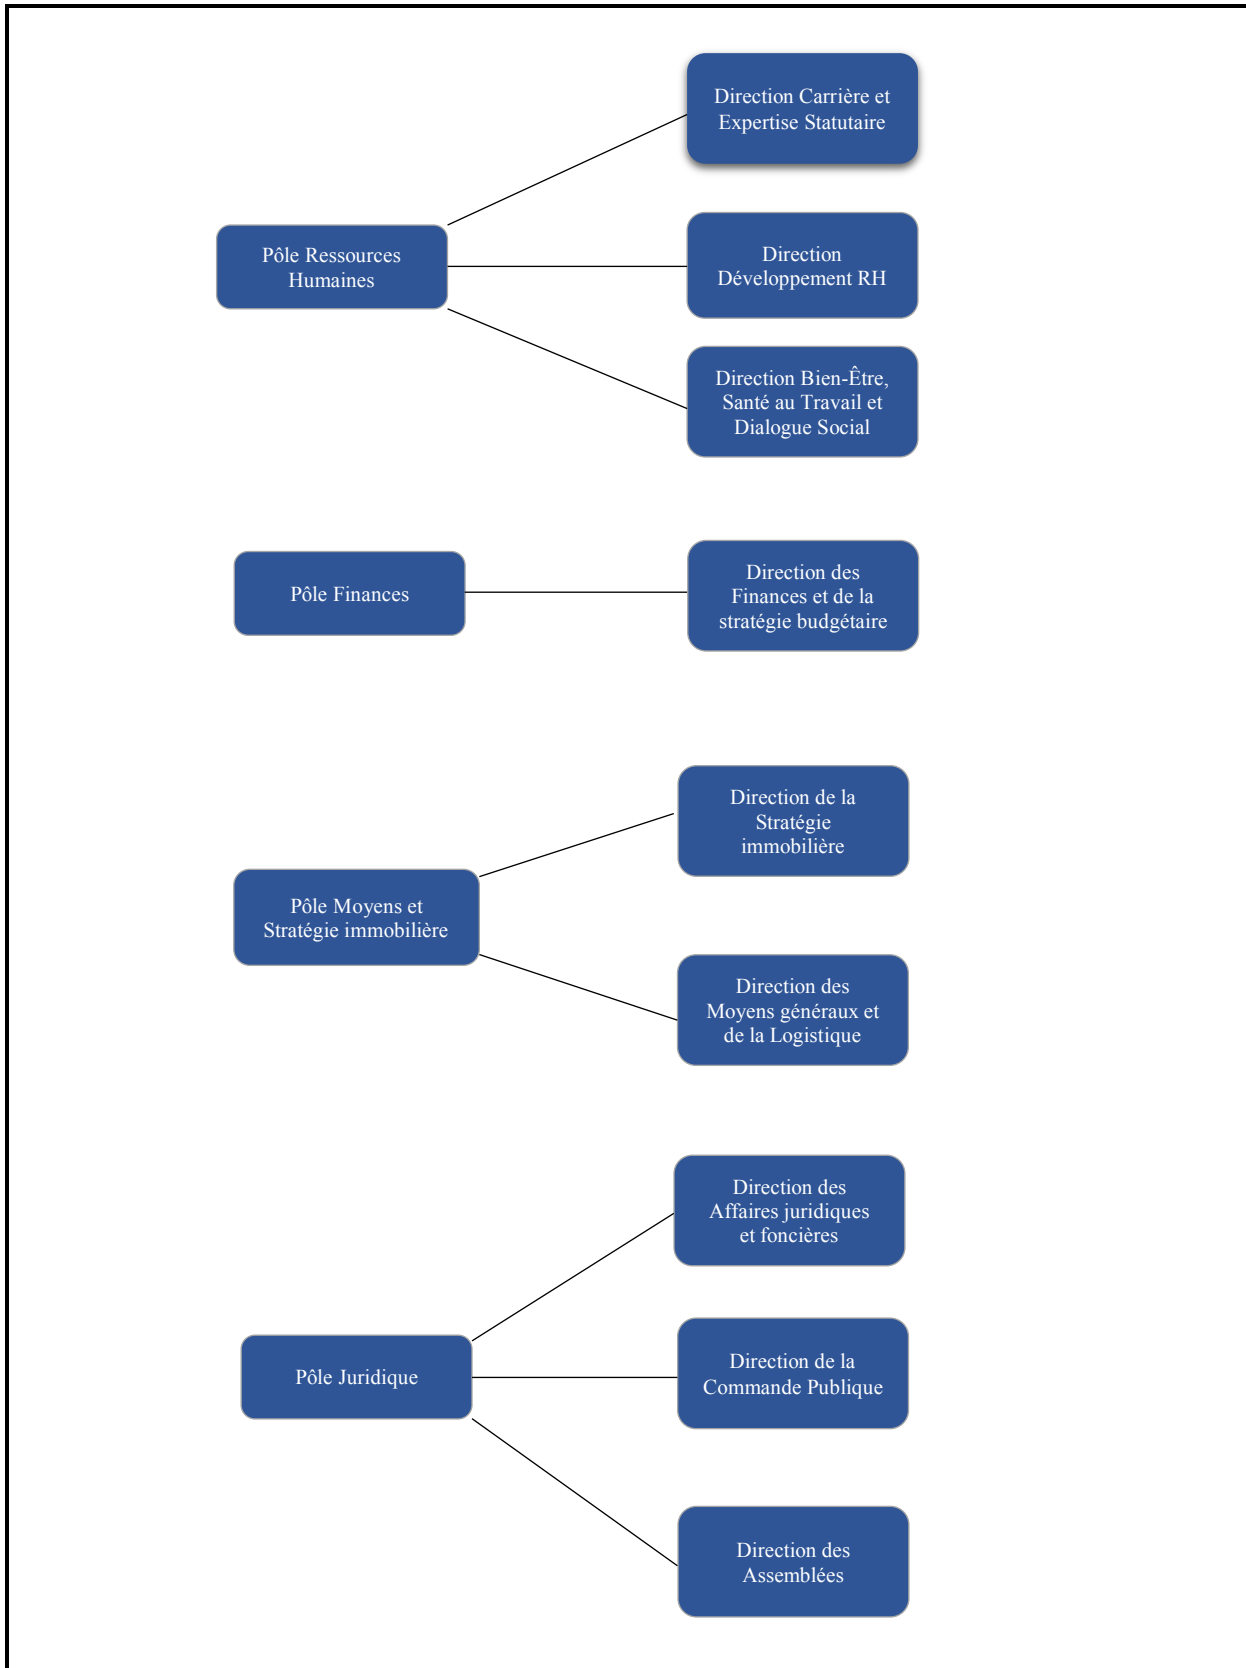 Direction Carrière et
Expertise Statutaire
Pôle Ressources
Humaines
Direction
Développement RH
Direction Bien-Être,
Santé au Travail et
Dialogue Social
Pôle Finances
Direction des
Finances et de la
stratégie budgétaire
Direction de la
Stratégie
immobilière
Pôle Moyens et
Stratégie immobilière
Direction des
Moyens généraux et
de la Logistique
Direction des
Affaires juridiques
et foncières
Pôle Juridique
Direction de la
Commande Publique
Direction des
Assemblées